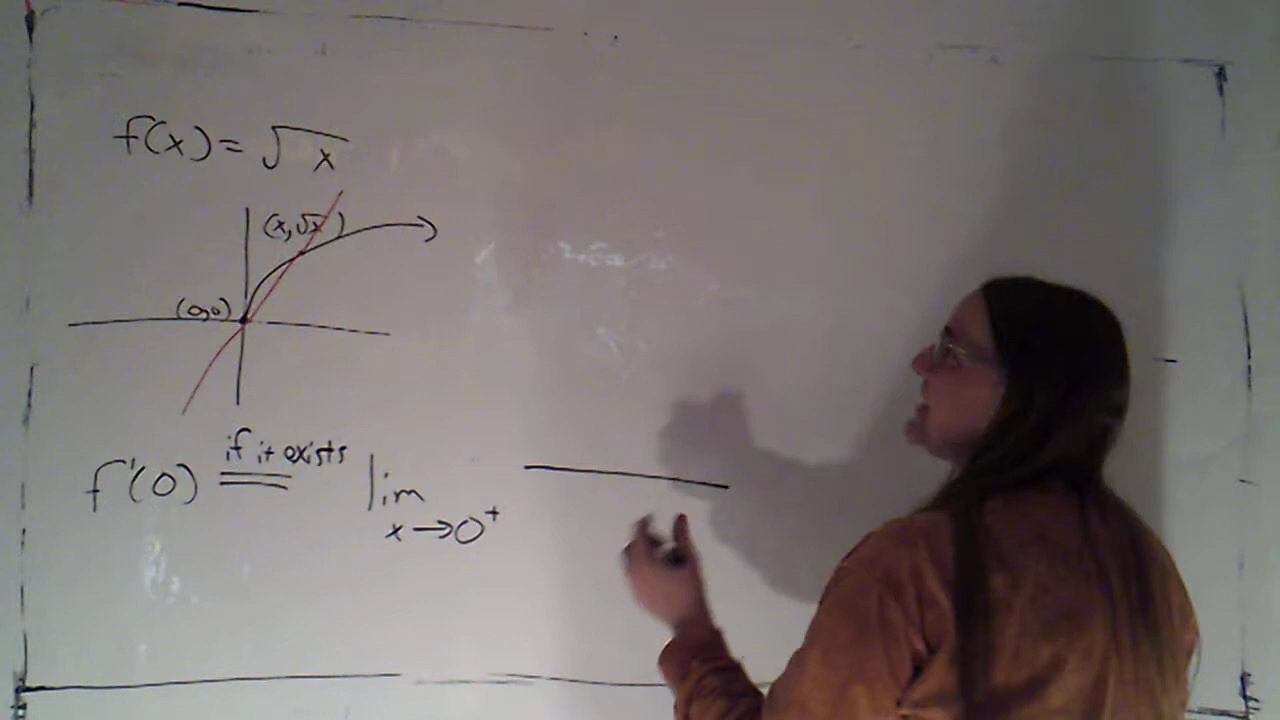 f(x) = √x
(x, √x)
(0,0)
f'(0) if it exists = lim x→0⁺